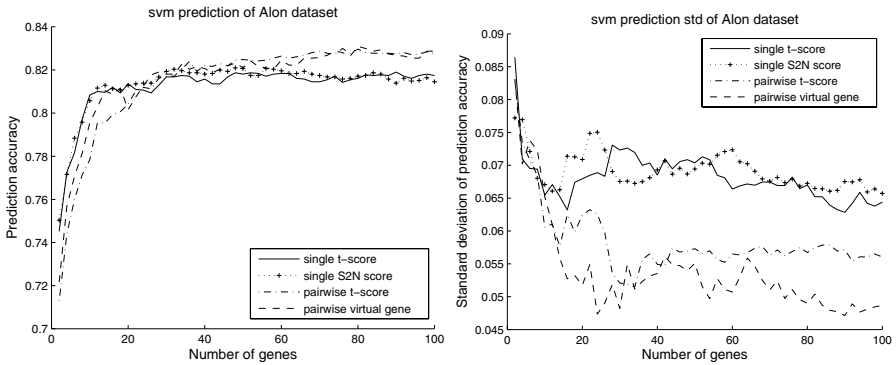 svm prediction of Alon dataset
Prediction accuracy
0.84
0.82
0.8
0.78
0.76
0.74
0.72
0.7
0
20
40
60
80
100
Number of genes
single t−score
single S2N score
pairwise t−score
pairwise virtual gene
svm prediction std of Alon dataset
Standard deviation of prediction accuracy
0.09
0.085
0.08
0.075
0.07
0.065
0.06
0.055
0.05
0.045
0
20
40
60
80
100
Number of genes
single t−score
single S2N score
pairwise t−score
pairwise virtual gene